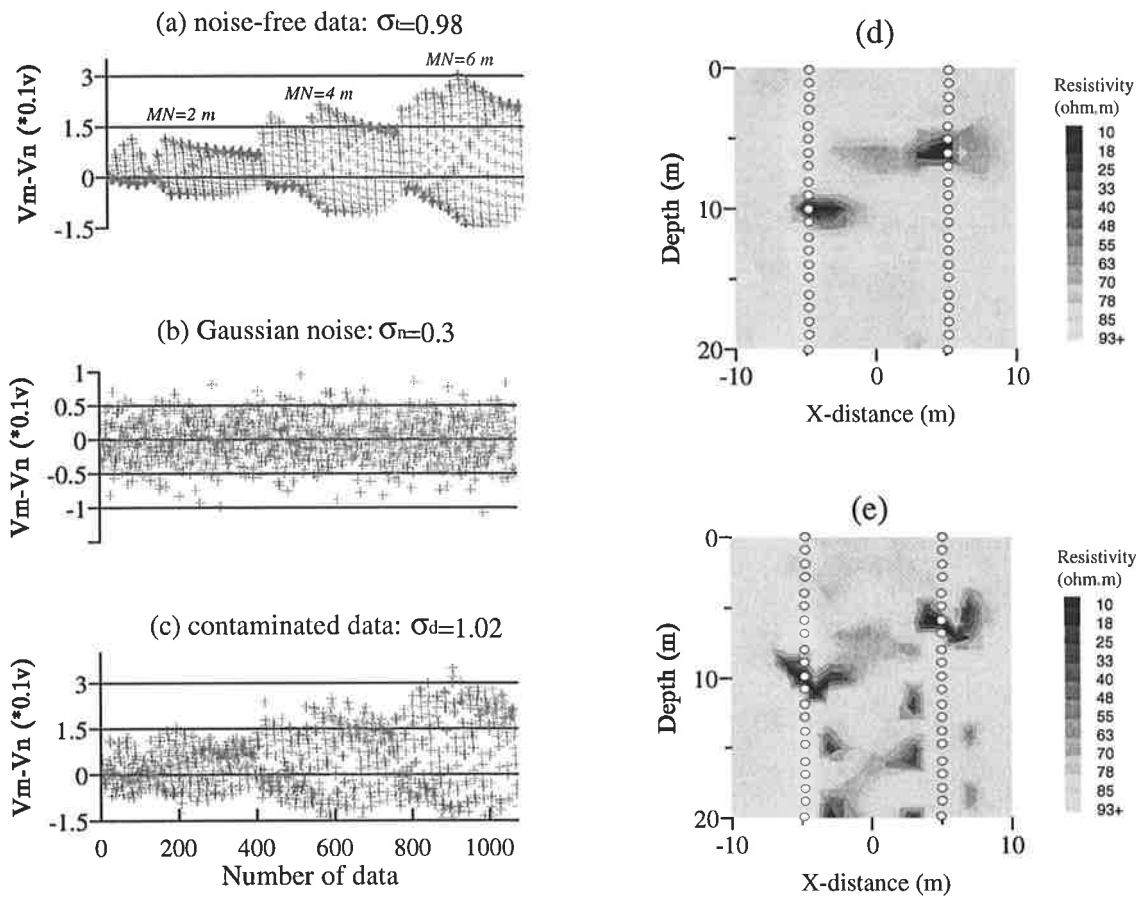 (a) noise-free data: σt=0.98
Vm-Vn (*0.1v)
3
1.5
0
-1.5
MN=2 m
MN=4 m
MN=6 m
(b) Gaussian noise: σn=0.3
Vm-Vn (*0.1v)
1
0.5
0
-0.5
-1
(c) contaminated data: σd=1.02
Vm-Vn (*0.1v)
3
1.5
0
-1.5
0 200 400 600 800 1000
Number of data
(d)
Depth (m)
0
10
20
-10 0 10
X-distance (m)
Resistivity
(ohm.m)
10
18
25
33
40
48
55
63
70
78
85
93+
(e)
Depth (m)
0
10
20
-10 0 10
X-distance (m)
Resistivity
(ohm.m)
10
18
25
33
40
48
55
63
70
78
85
93+